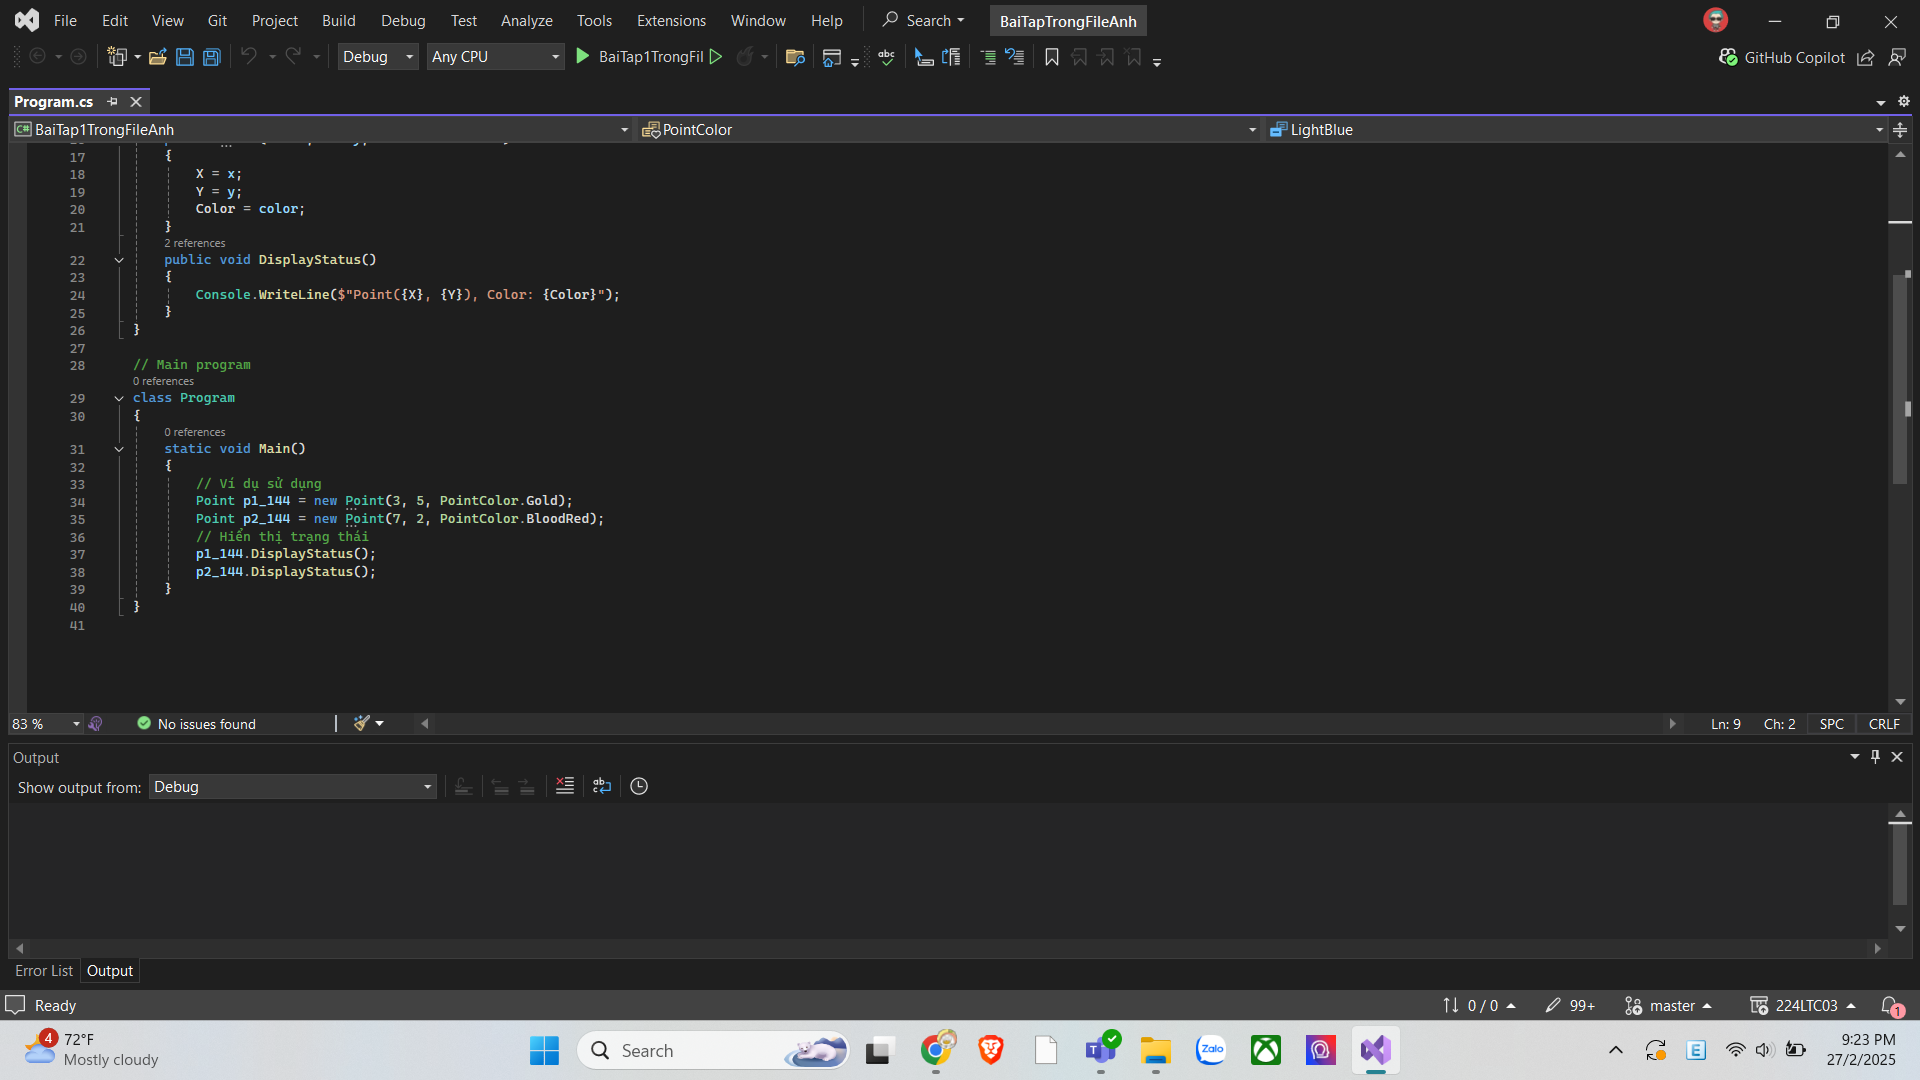 File Edit View Git Project Build Debug Test Analyze Tools Extensions Window Help Search BaiTapTrongFileAnh
Debug Any CPU BaiTap1TrongFil GitHub Copilot
Program.cs
BaiTap1TrongFileAnh PointColor LightBlue
17 {
18 X = x;
19 Y = y;
20 Color = color;
21 }
2 references
22 public void DisplayStatus()
23 {
24 Console.WriteLine($"Point({X}, {Y}), Color: {Color}");
25 }
26 }
27
28 // Main program
0 references
29 class Program
30 {
0 references
31 static void Main()
32 {
33 // Ví dụ sử dụng
34 Point p1_144 = new Point(3, 5, PointColor.Gold);
35 Point p2_144 = new Point(7, 2, PointColor.BloodRed);
36 // Hiển thị trạng thái
37 p1_144.DisplayStatus();
38 p2_144.DisplayStatus();
39 }
40 }
41
83 % No issues found Ln: 9 Ch: 2 SPC CRLF
Output
Show output from: Debug
Error List Output
Ready 0 / 0 99+ master 224LTC03 1
4 72°F
Mostly cloudy
Search
Zalo
E
9:23 PM
27/2/2025